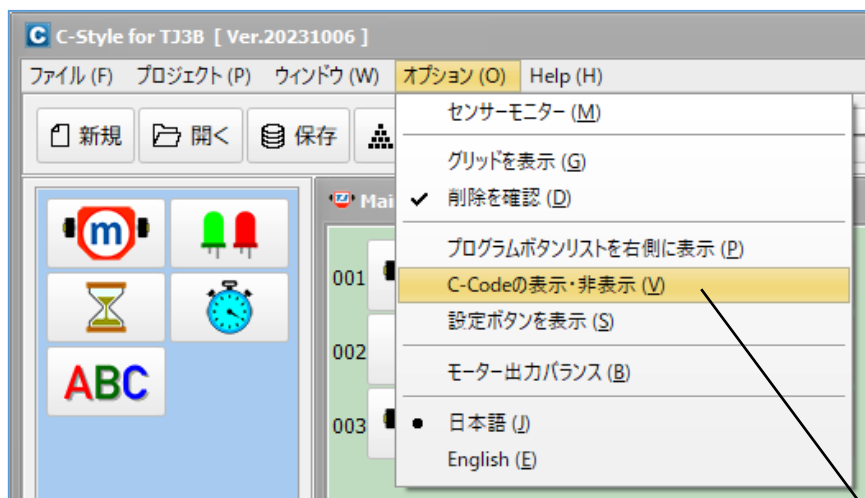 C-Style for TJ3B [ Ver.20231006 ]
ファイル (F) プロジェクト (P) ウィンドウ (W) オプション (O) Help (H)
新規 開く 保存
センサーモニター (M)
グリッドを表示 (G)
削除を確認 (D)
プログラムボタンリストを右側に表示 (P)
C-Codeの表示・非表示 (V)
設定ボタンを表示 (S)
モーター出力バランス (B)
日本語 (J)
English (E)
m
ABC
Mai
001
002
003